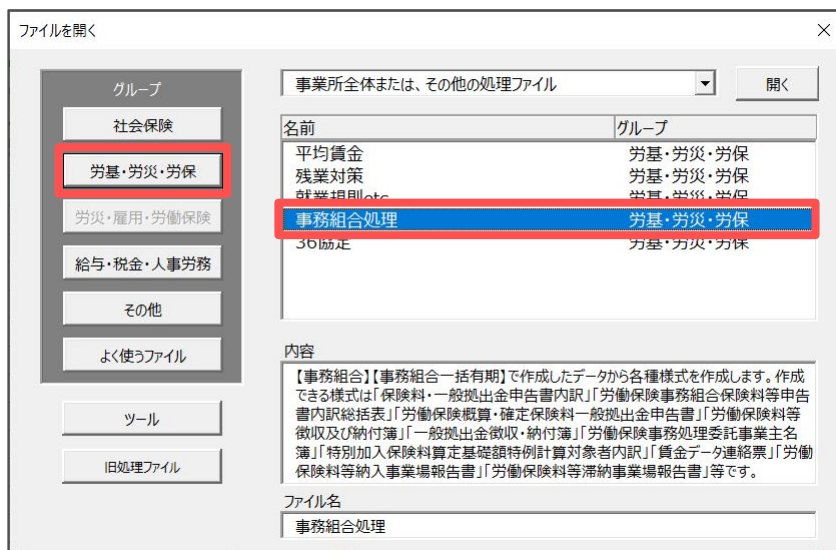 ファイルを開く
グループ
社会保険
労基・労災・労保
労災・雇用・労働保険
給与・税金・人事労務
その他
よく使うファイル
ツール
旧処理ファイル
事業所全体または、その他の処理ファイル
開く
名前 グループ
平均賃金 労基・労災・労保
残業対策 労基・労災・労保
就業規則etc 労基・労災・労保
事務組合処理 労基・労災・労保
36協定 労基・労災・労保
内容
【事務組合】【事務組合一括有期】で作成したデータから各種様式を作成します。作成
できる様式は「保険料・一般拠出金申告書内訳」「労働保険事務組合保険料等申告
書内訳総括表」「労働保険概算・確定保険料一般拠出金申告書」「労働保険料等
徴収及び納付簿」「一般拠出金徴収・納付簿」「労働保険事務処理委託事業主名
簿」「特別加入保険料算定基礎額特例計算対象者内訳」「賃金データ連絡票」「労働
保険料等納入事業場報告書」「労働保険料等滞納事業場報告書」等です。
ファイル名
事務組合処理